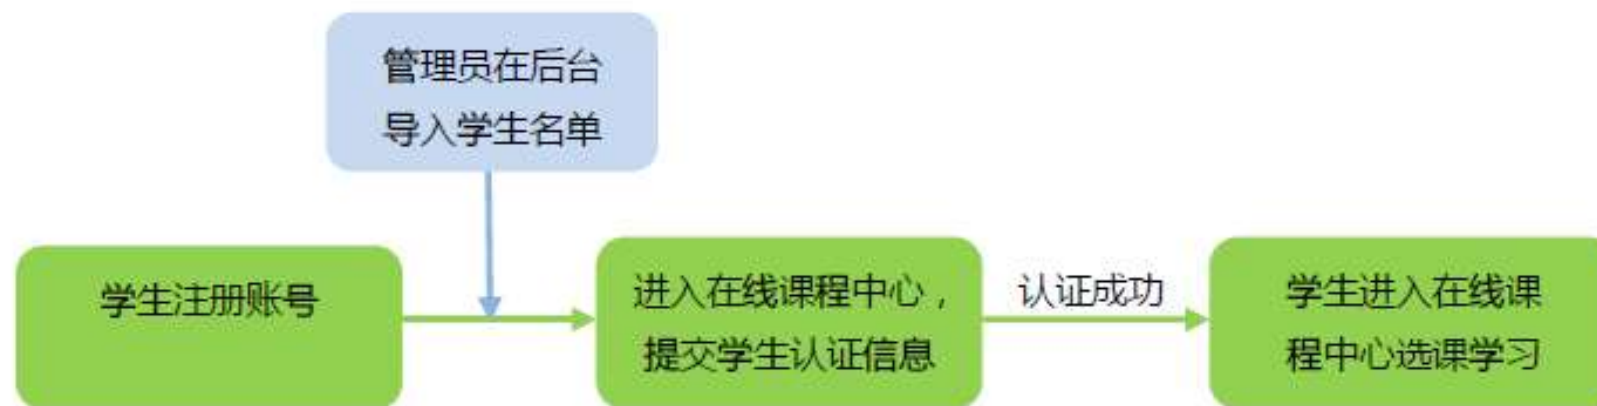 管理员在后台
导入学生名单
学生注册账号
进入在线课程中心，
提交学生认证信息
认证成功
学生进入在线课
程中心选课学习